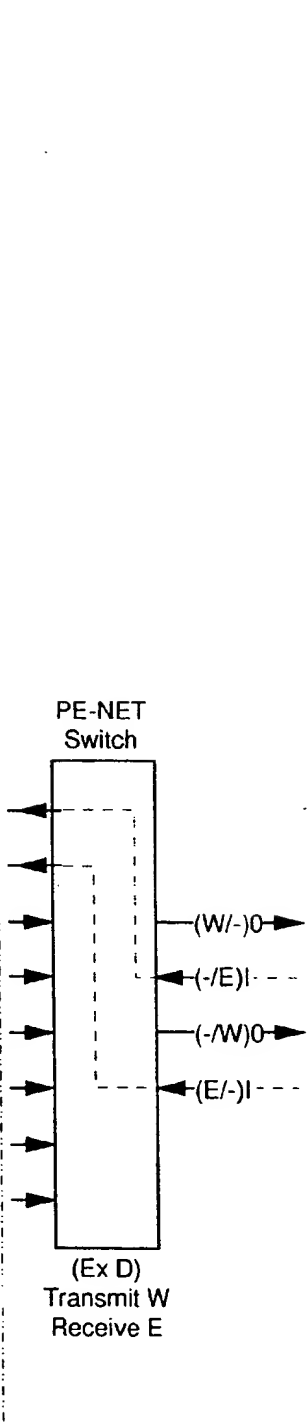 PE-NET
Switch
(W/-)0
(-/E)I
(-/W)0
(E/-)I
(Ex D)
Transmit W
Receive E